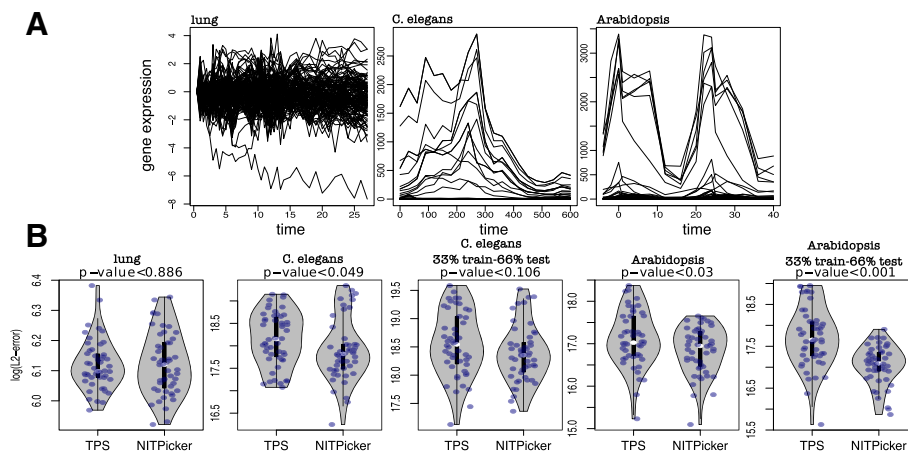 A
lung
C. elegans
Arabidopsis
gene expression
4
2
0
-2
-4
-6
-8
0 5 10 15 20 25
time
2500
2000
1500
1000
500
0
0 100 200 300 400 500 600
time
3000
2000
1000
500
0
0 10 20 30 40
time
B
lung
p-value<0.886
C. elegans
p-value<0.049
C. elegans
33% train-66% test
p-value<0.106
Arabidopsis
p-value<0.03
Arabidopsis
33% train-66% test
p-value<0.001
log(L2-error)
6.4
6.3
6.2
6.1
6.0
TPS NITPicker
18.5
17.5
16.5
TPS NITPicker
19.5
19.0
18.5
18.0
17.5
TPS NITPicker
18.0
17.0
16.0
15.0
TPS NITPicker
18.5
17.5
16.5
15.5
TPS NITPicker